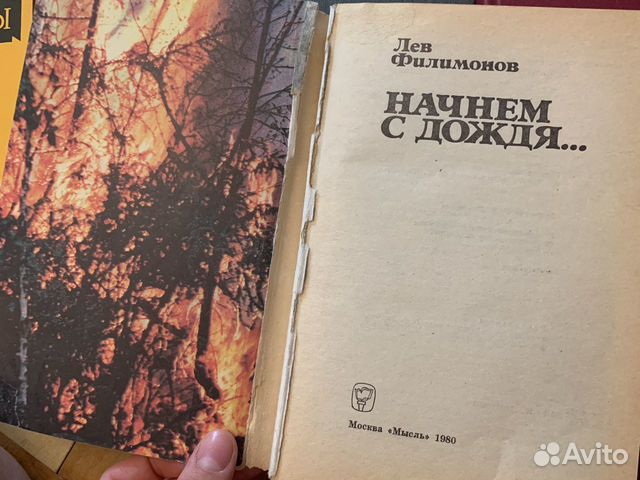 Ы
Лев
Филимонов
НАЧНЕМ
С ДОЖДЯ...
Москва «Мысль» 1980
Avito